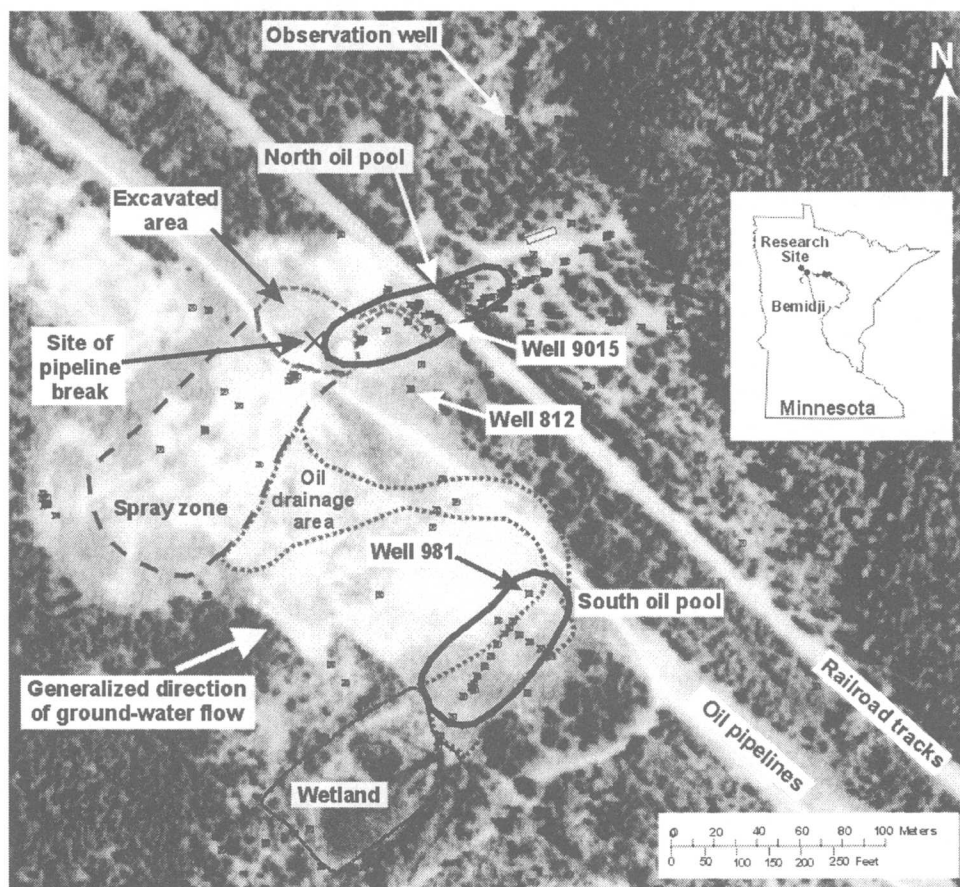 Observation well
N
North oil pool
Excavated
area
Research
Site
Bemidji
Minnesota
Site of
pipeline
break
Well 9015
Well 812
Oil
drainage
area
Spray zone
Well 981
South oil pool
Generalized direction
of ground-water flow
Railroad tracks
Oil pipelines
Wetland
0 20 40 60 80 100 Meters
0 50 100 150 200 250 Feet